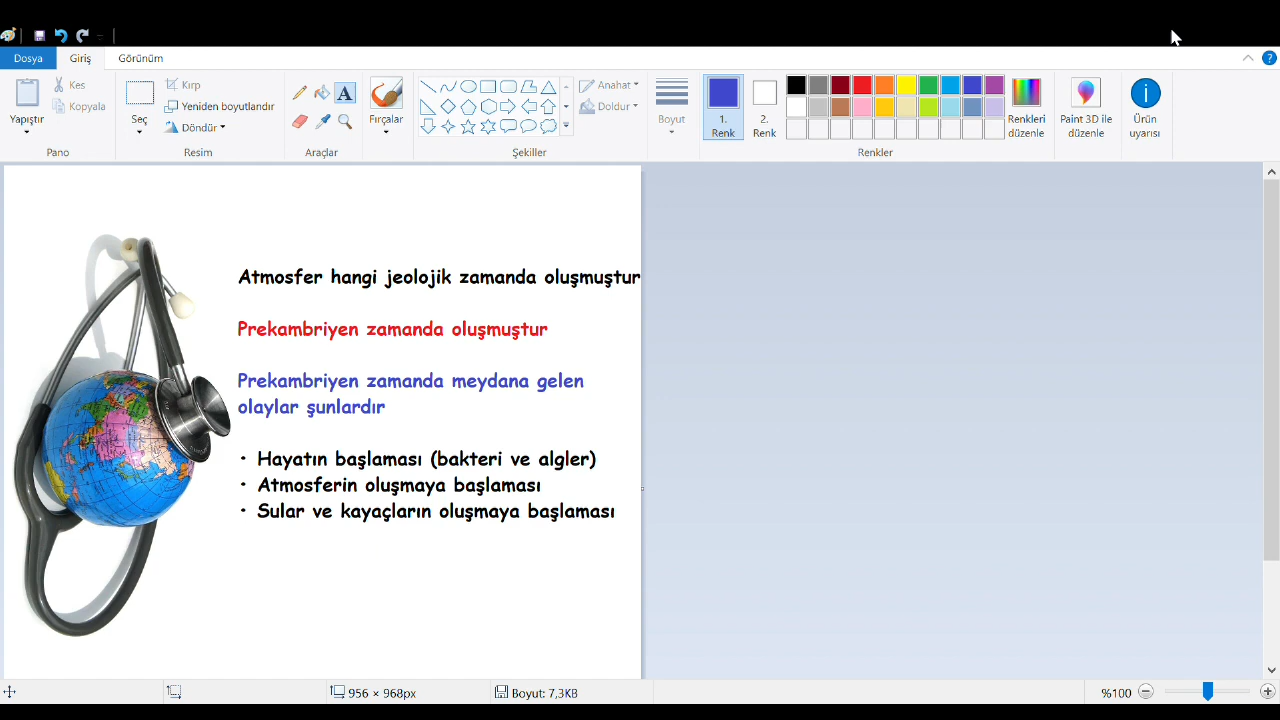 Dosya
Giriş
Görünüm
Yapıştır
Kes
Kopyala
Pano
Seç
Kırp
Yeniden boyutlandır
Döndür
Resim
A
Araçlar
Fırçalar
Anahat
Doldur
Şekiller
Boyut
1.
Renk
2.
Renk
Renkleri
düzenle
Renkler
Paint 3D ile
düzenle
Ürün
uyarısı
Atmosfer hangi jeolojik zamanda oluşmuştur
Prekambriyen zamanda oluşmuştur
Prekambriyen zamanda meydana gelen
olaylar şunlardır
• Hayatın başlaması (bakteri ve algler)
• Atmosferin oluşmaya başlaması
• Sular ve kayaçların oluşmaya başlaması
956 × 968px
Boyut: 7,3KB
%100